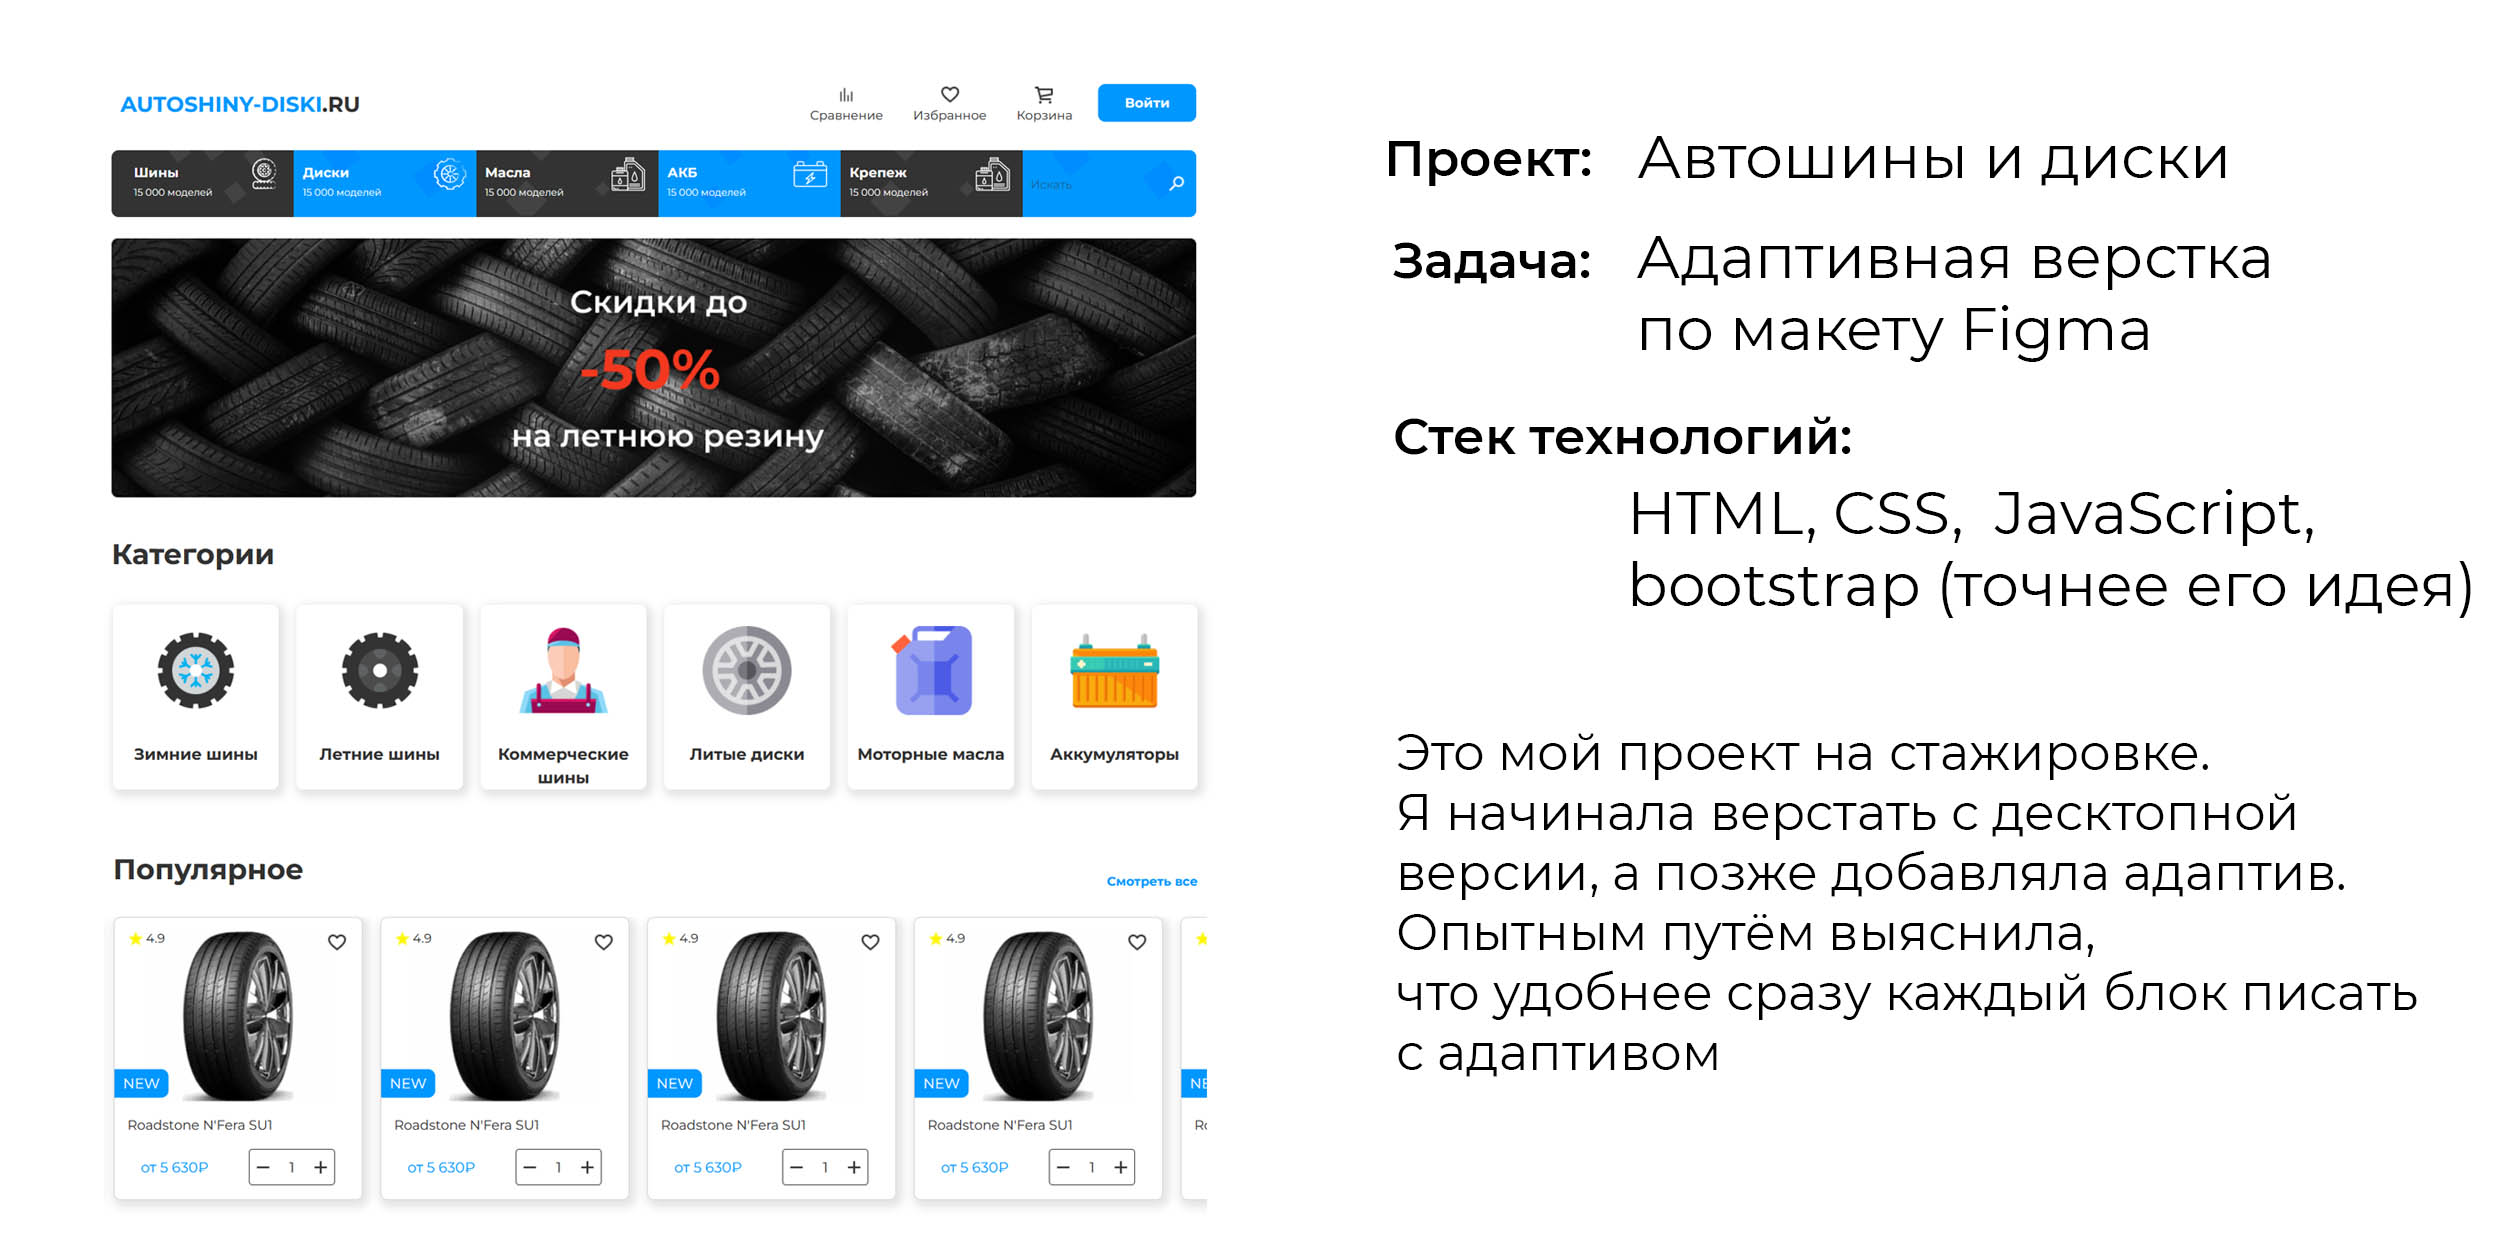 AUTOSHINY-DISKI.RU
Сравнение
Избранное
Корзина
Войти
Шины
15 000 моделей
Диски
15 000 моделей
Масла
15 000 моделей
АКБ
15 000 моделей
Крепеж
15 000 моделей
Искать
Скидки до
-50%
на летнюю резину
Категории
Зимние шины
Летние шины
Коммерческие
шины
Литые диски
Моторные масла
Аккумуляторы
Популярное
Смотреть все
4.9
NEW
Roadstone N'Fera SU1
от 5 630Р
1
4.9
NEW
Roadstone N'Fera SU1
от 5 630Р
1
4.9
NEW
Roadstone N'Fera SU1
от 5 630Р
1
4.9
NEW
Roadstone N'Fera SU1
от 5 630Р
1
Проект: Автошины и диски
Задача: Адаптивная верстка
по макету Figma
Стек технологий:
HTML, CSS, JavaScript,
bootstrap (точнее его идея)
Это мой проект на стажировке.
Я начинала верстать с десктопной
версии, а позже добавляла адаптив.
Опытным путём выяснила,
что удобнее сразу каждый блок писать
с адаптивом